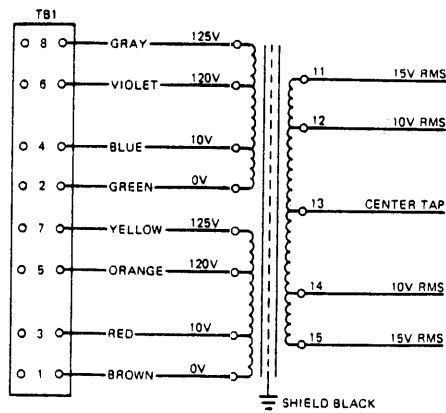 TB1
8 GRAY 125V
6 VIOLET 120V
4 BLUE 10V
2 GREEN 0V
7 YELLOW 125V
5 ORANGE 120V
3 RED 10V
1 BROWN 0V
11 15V RMS
12 10V RMS
13 CENTER TAP
14 10V RMS
15 15V RMS
SHIELD BLACK